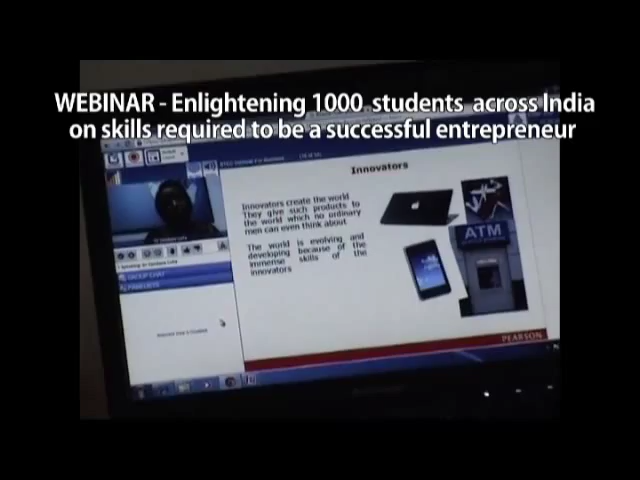 WEBINAR - Enlightening 1000 students across India
on skills required to be a successful entrepreneur
Innovators
Innovators create the world
They give such products to
the world which no ordinary
men can even think about
The world is evolving and
developing because of the
immense skills of the
innovators
ATM
GROUP CHAT
PEARSON